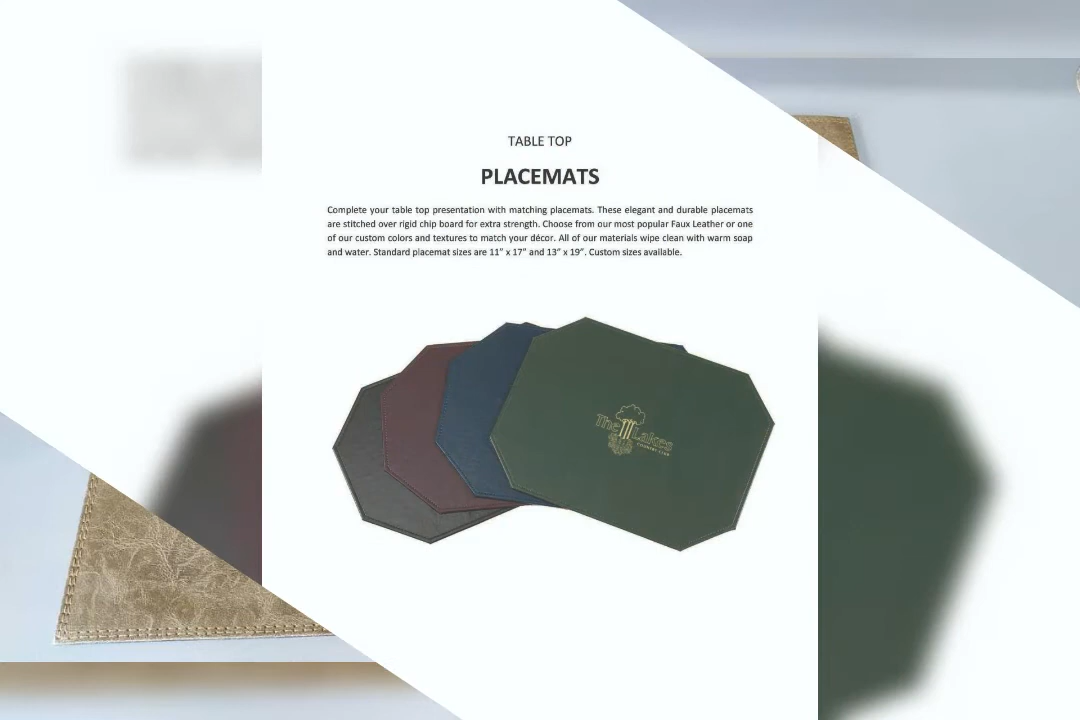 TABLE TOP
PLACEMATS
Complete your table top presentation with matching placemats. These elegant and durable placemats
are stitched over rigid chip board for extra strength. Choose from our most popular Faux Leather or one
of our custom colors and textures to match your décor. All of our materials wipe clean with warm soap
and water. Standard placemat sizes are 11” x 17” and 13” x 19”. Custom sizes available.
The Lakes
COUNTRY CLUB